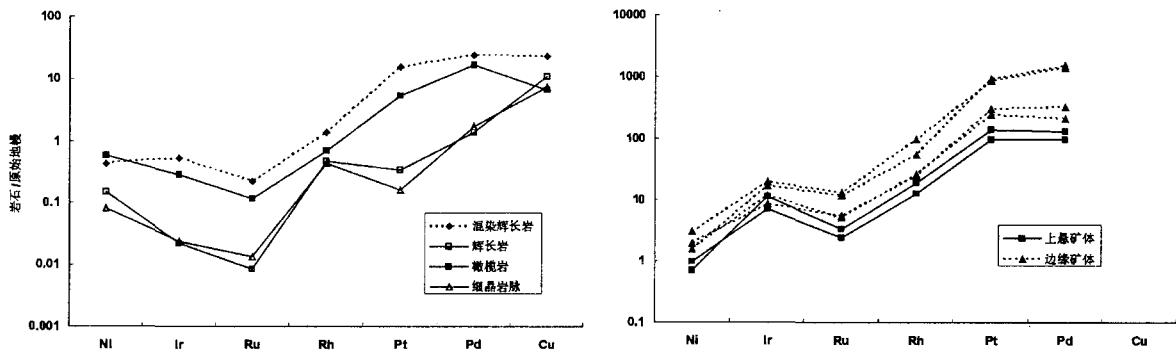 100
10
1
0.1
0.01
0.001
岩石/原始地幔
Ni Ir Ru Rh Pt Pd Cu
混染辉长岩
辉长岩
橄榄岩
细晶岩脉
10000
1000
100
10
1
0.1
Ni Ir Ru Rh Pt Pd Cu
上悬矿体
边缘矿体